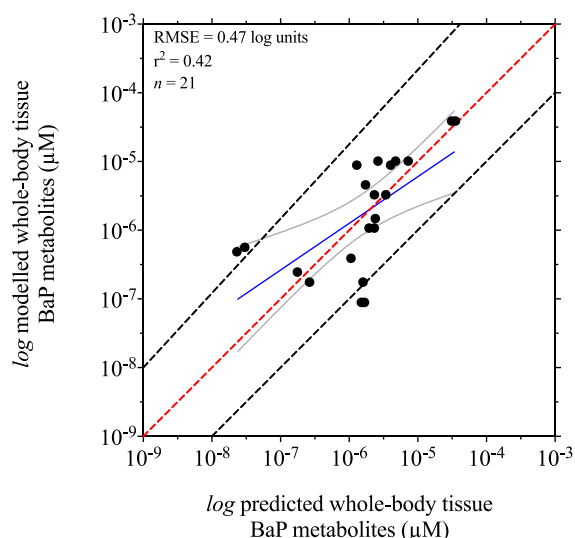 RMSE = 0.47 log units
r² = 0.42
n = 21
log modelled whole-body tissue
BaP metabolites (µM)
10⁻³
10⁻⁴
10⁻⁵
10⁻⁶
10⁻⁷
10⁻⁸
10⁻⁹
10⁻⁹ 10⁻⁸ 10⁻⁷ 10⁻⁶ 10⁻⁵ 10⁻⁴ 10⁻³
log predicted whole-body tissue
BaP metabolites (µM)